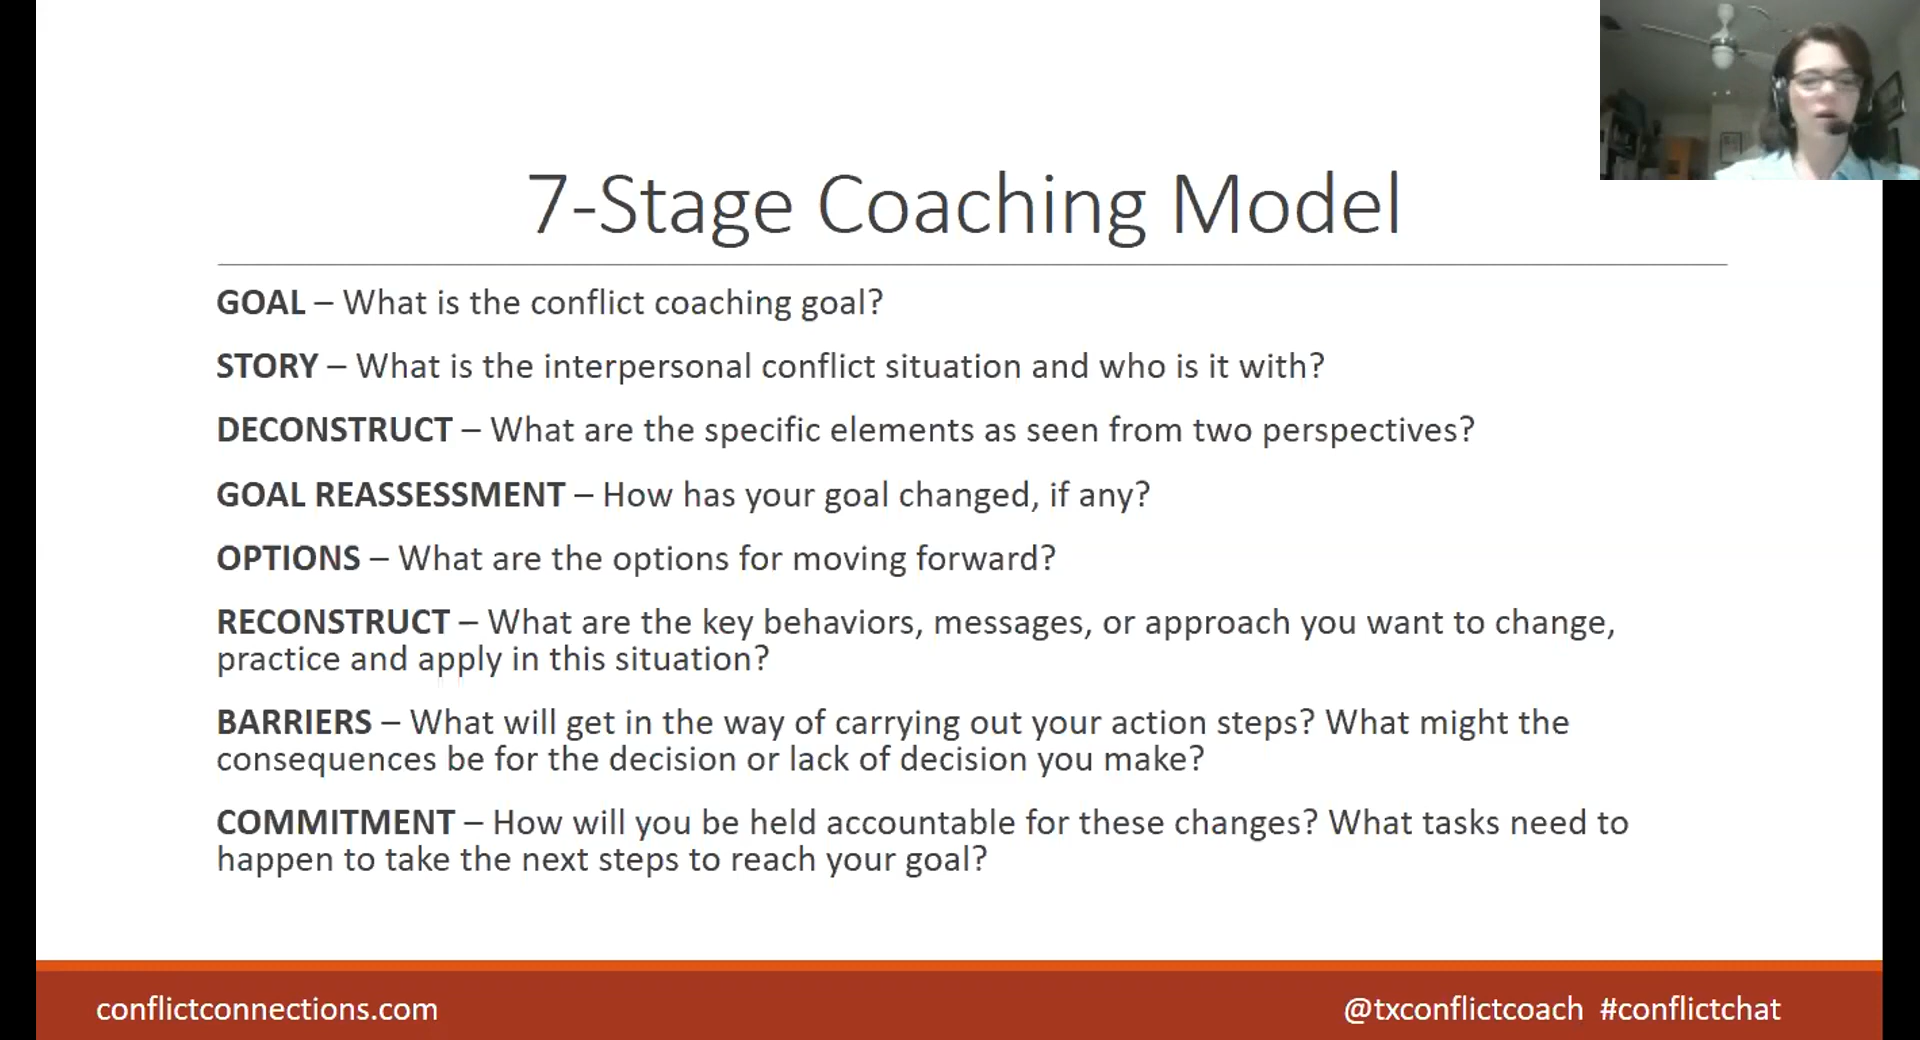 7-Stage Coaching Model
GOAL – What is the conflict coaching goal?
STORY – What is the interpersonal conflict situation and who is it with?
DECONSTRUCT – What are the specific elements as seen from two perspectives?
GOAL REASSESSMENT – How has your goal changed, if any?
OPTIONS – What are the options for moving forward?
RECONSTRUCT – What are the key behaviors, messages, or approach you want to change,
practice and apply in this situation?
BARRIERS – What will get in the way of carrying out your action steps? What might the
consequences be for the decision or lack of decision you make?
COMMITMENT – How will you be held accountable for these changes? What tasks need to
happen to take the next steps to reach your goal?
conflictconnections.com
@txconflictcoach #conflictchat